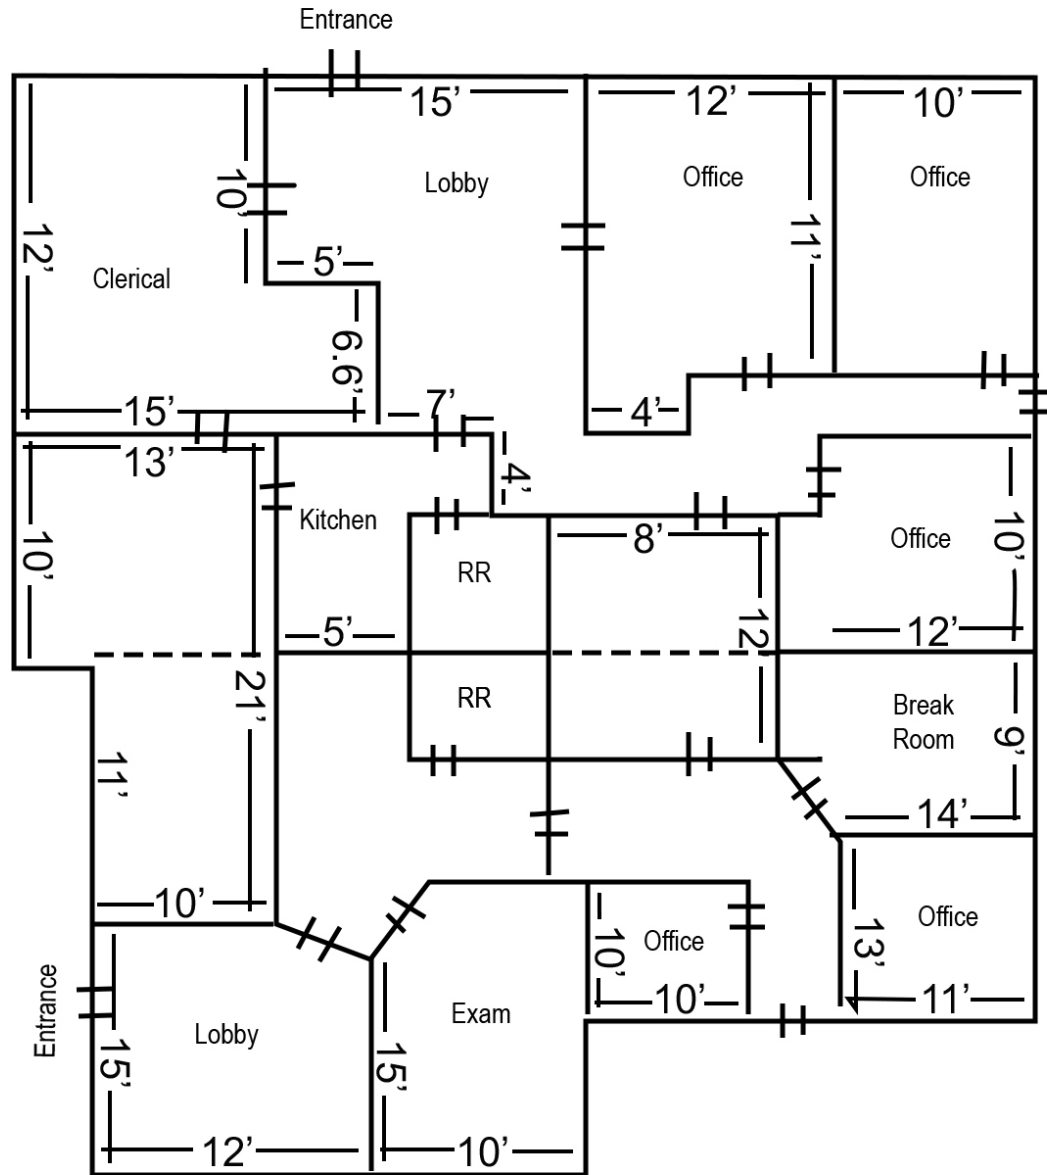 Entrance
15’
12’
10’
Lobby
Office
Office
10’
12’
11’
5’
Clerical
6.6’
15’
7’
4’
13’
4’
Kitchen
10’
8’
Office
10’
RR
5’
12
12’
21’
RR
Break
Room
9’
11’
14’
10’
Office
13’
10’
Office
10’
11’
Entrance
Lobby
Exam
15’
15’
12’
10’